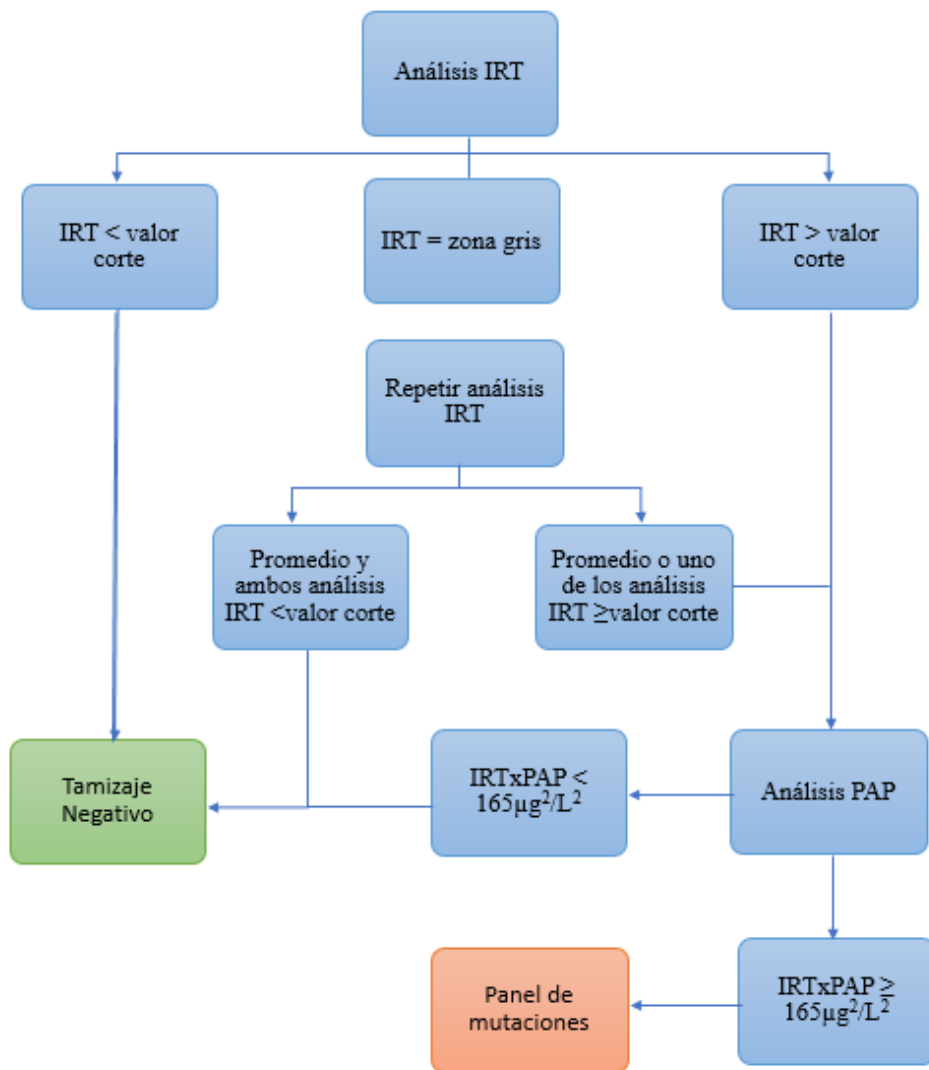 Análisis IRT
IRT < valor
corte
IRT = zona gris
IRT > valor
corte
Repetir análisis
IRT
Promedio y
ambos análisis
IRT <valor corte
Promedio o uno
de los análisis
IRT ≥valor corte
Tamizaje
Negativo
IRTxPAP <
165µg²/L²
Análisis PAP
Panel de
mutaciones
IRTxPAP ≥
165µg²/L²